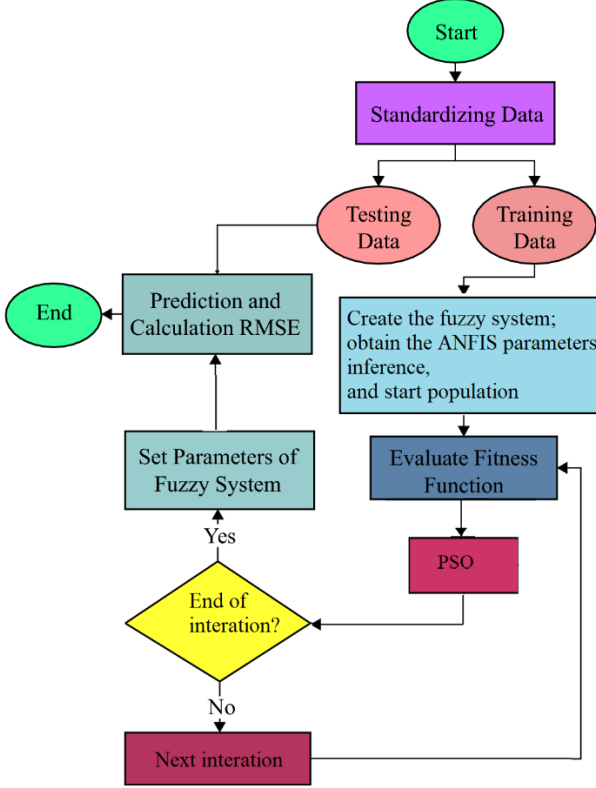 Start
Standardizing Data
Testing
Data
Training
Data
End
Prediction and
Calculation RMSE
Create the fuzzy system;
obtain the ANFIS parameters
inference,
and start population
Set Parameters of
Fuzzy System
Evaluate Fitness
Function
Yes
PSO
End of
interation?
No
Next interation